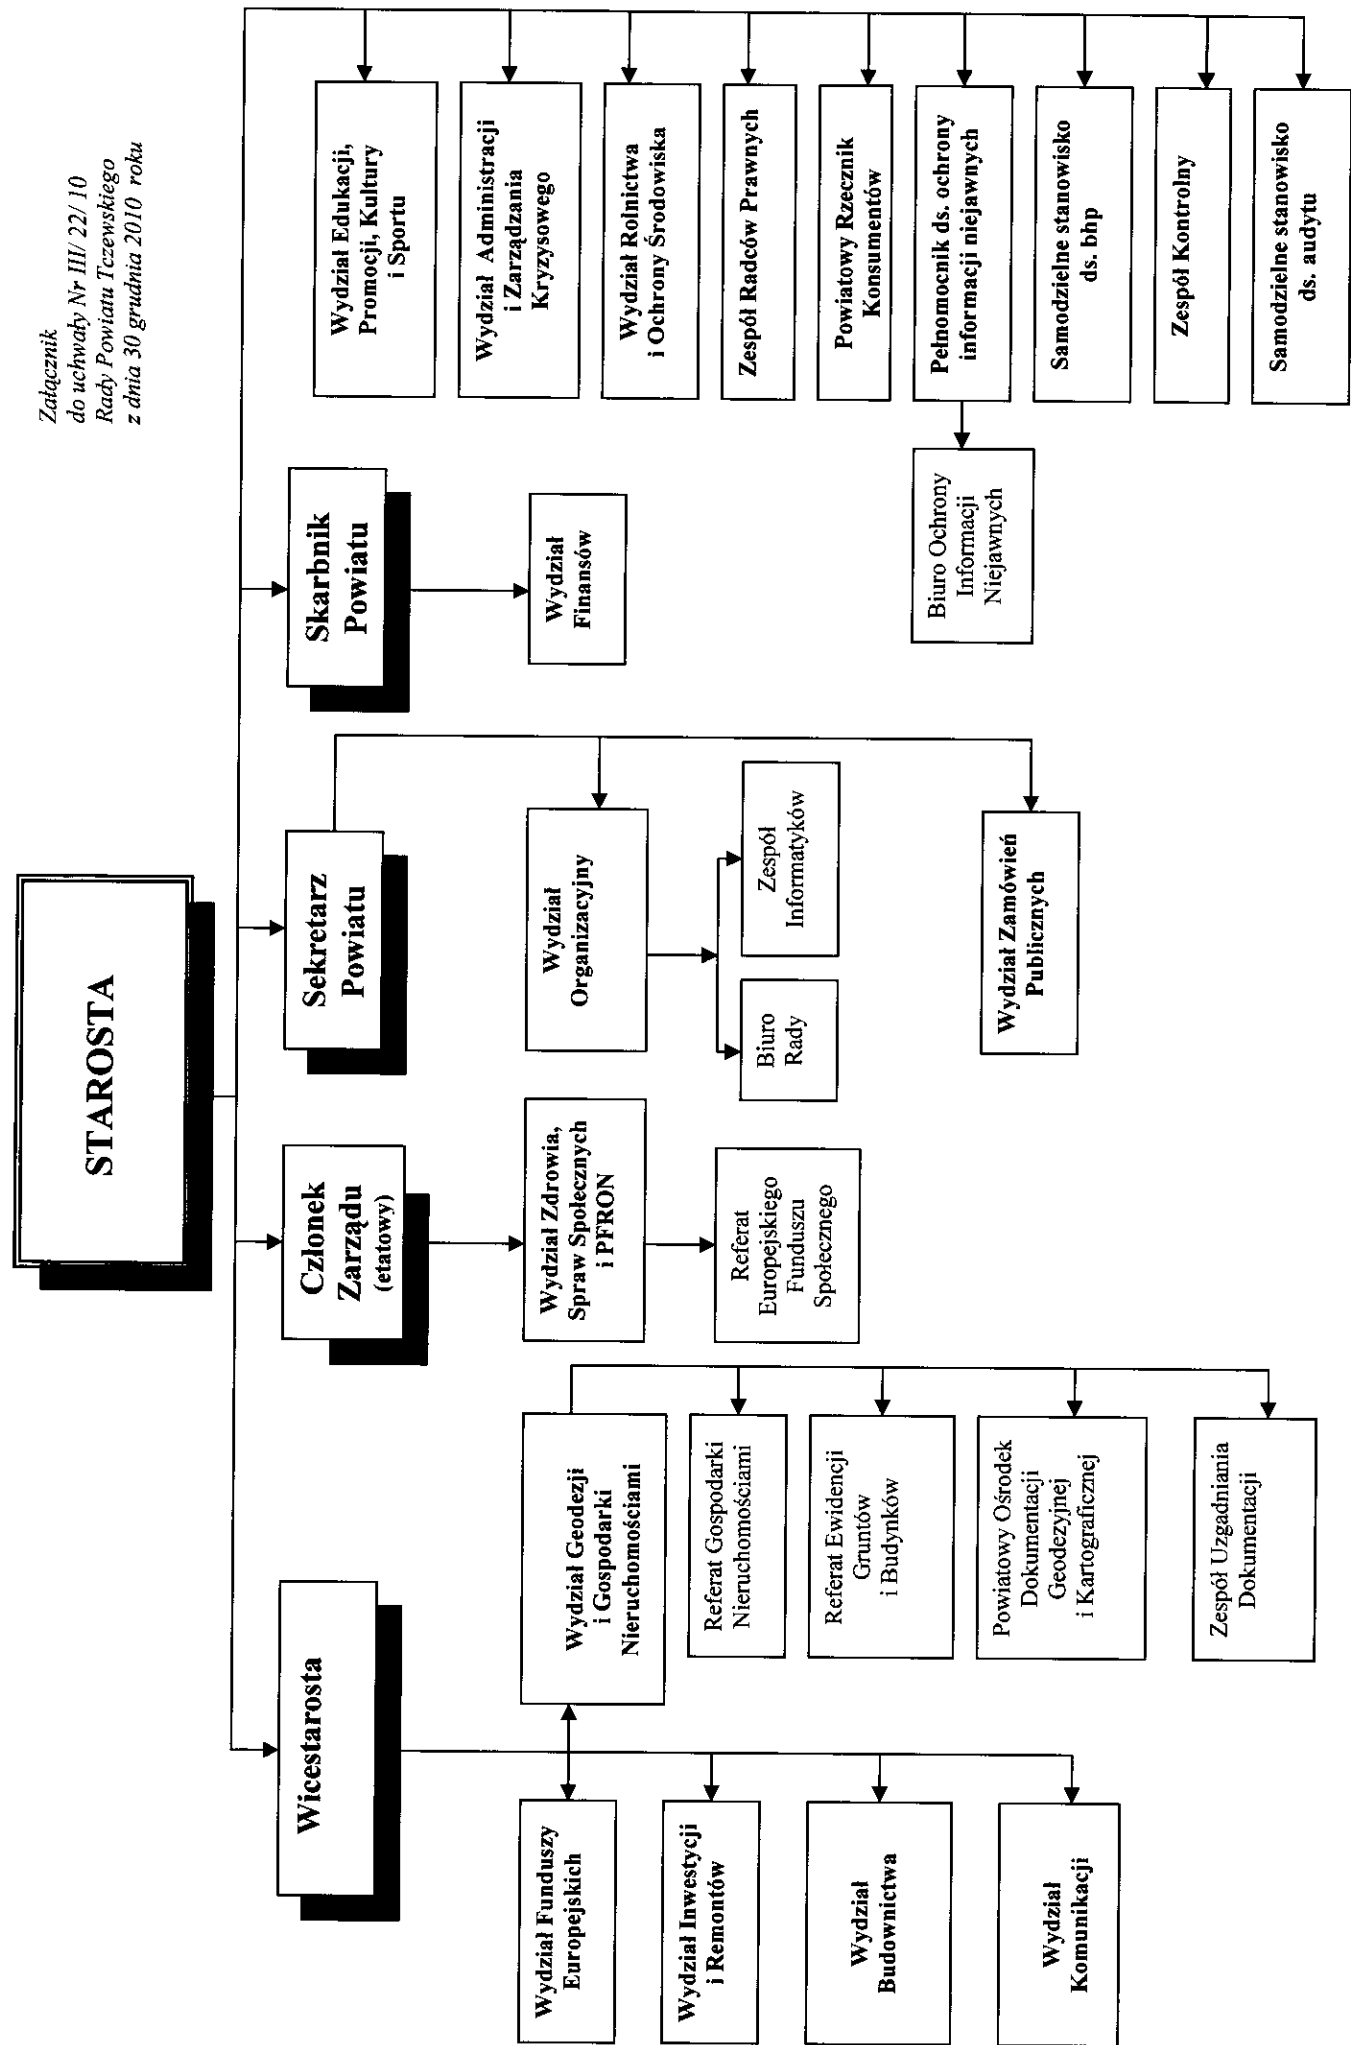 Załącznik
do uchwały Nr III/ 22/ 10
Rady Powiatu Tczewskiego
z dnia 30 grudnia 2010 roku
STAROSTA
Wicestarosta
Członek
Zarządu
(etatowy)
Sekretarz
Powiatu
Skarbnik
Powiatu
Wydział Funduszy
Europejskich
Wydział Inwestycji
i Remontów
Wydział
Budownictwa
Wydział
Komunikacji
Wydział Geodezji
i Gospodarki
Nieruchomościami
Referat Gospodarki
Nieruchomościami
Referat Ewidencji
Gruntów
i Budynków
Powiatowy Ośrodek
Dokumentacji
Geodezyjnej
i Kartograficznej
Zespół Uzgadniania
Dokumentacji
Wydział Zdrowia,
Spraw Społecznych
i PFRON
Referat
Europejskiego
Funduszu
Społecznego
Wydział
Organizacyjny
Biuro
Rady
Zespół
Informatyków
Wydział Zamówień
Publicznych
Wydział
Finansów
Wydział Edukacji,
Promocji, Kultury
i Sportu
Wydział Administracji
i Zarządzania
Kryzysowego
Wydział Rolnictwa
i Ochrony Środowiska
Zespół Radców Prawnych
Powiatowy Rzecznik
Konsumentów
Pełnomocnik ds. ochrony
informacji niejawnych
Biuro Ochrony
Informacji
Niejawnych
Samodzielne stanowisko
ds. bhp
Zespół Kontrolny
Samodzielne stanowisko
ds. audytu